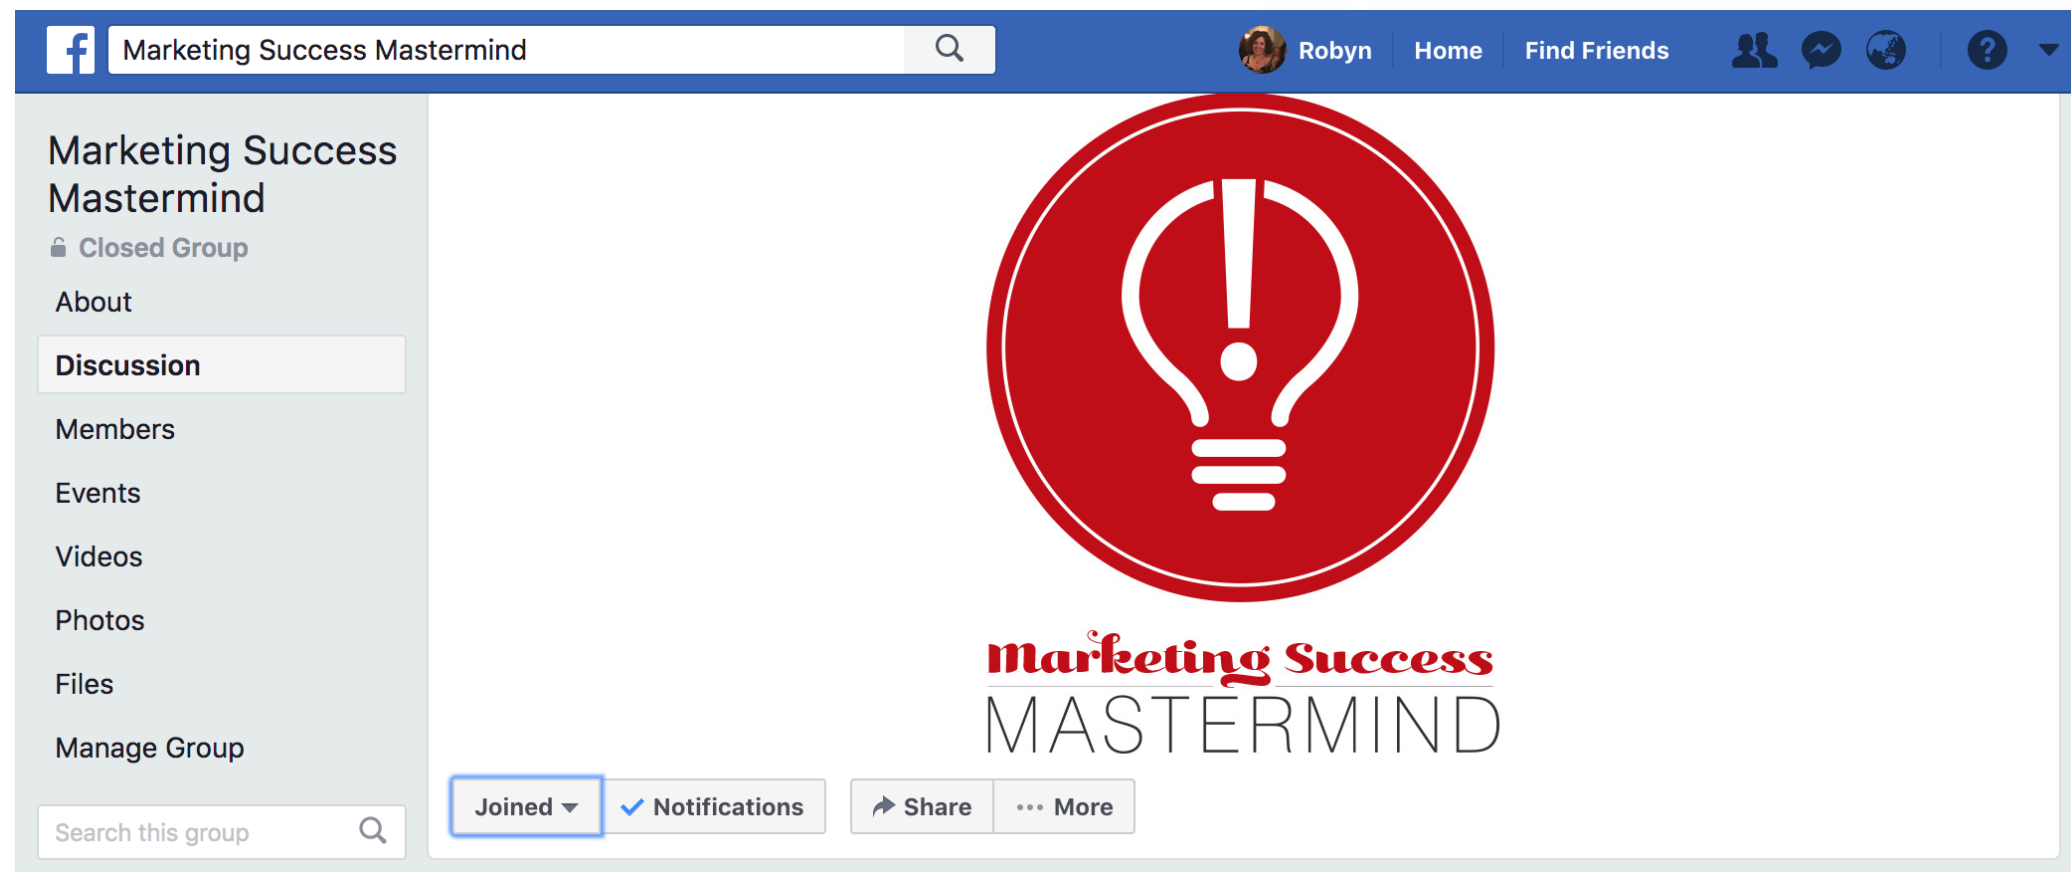 Marketing Success Mastermind
Robyn
Home
Find Friends
Marketing Success
Mastermind
Closed Group
About
Discussion
Members
Events
Videos
Photos
Files
Manage Group
Search this group
Marketing Success
MASTERMIND
Joined
Notifications
Share
More